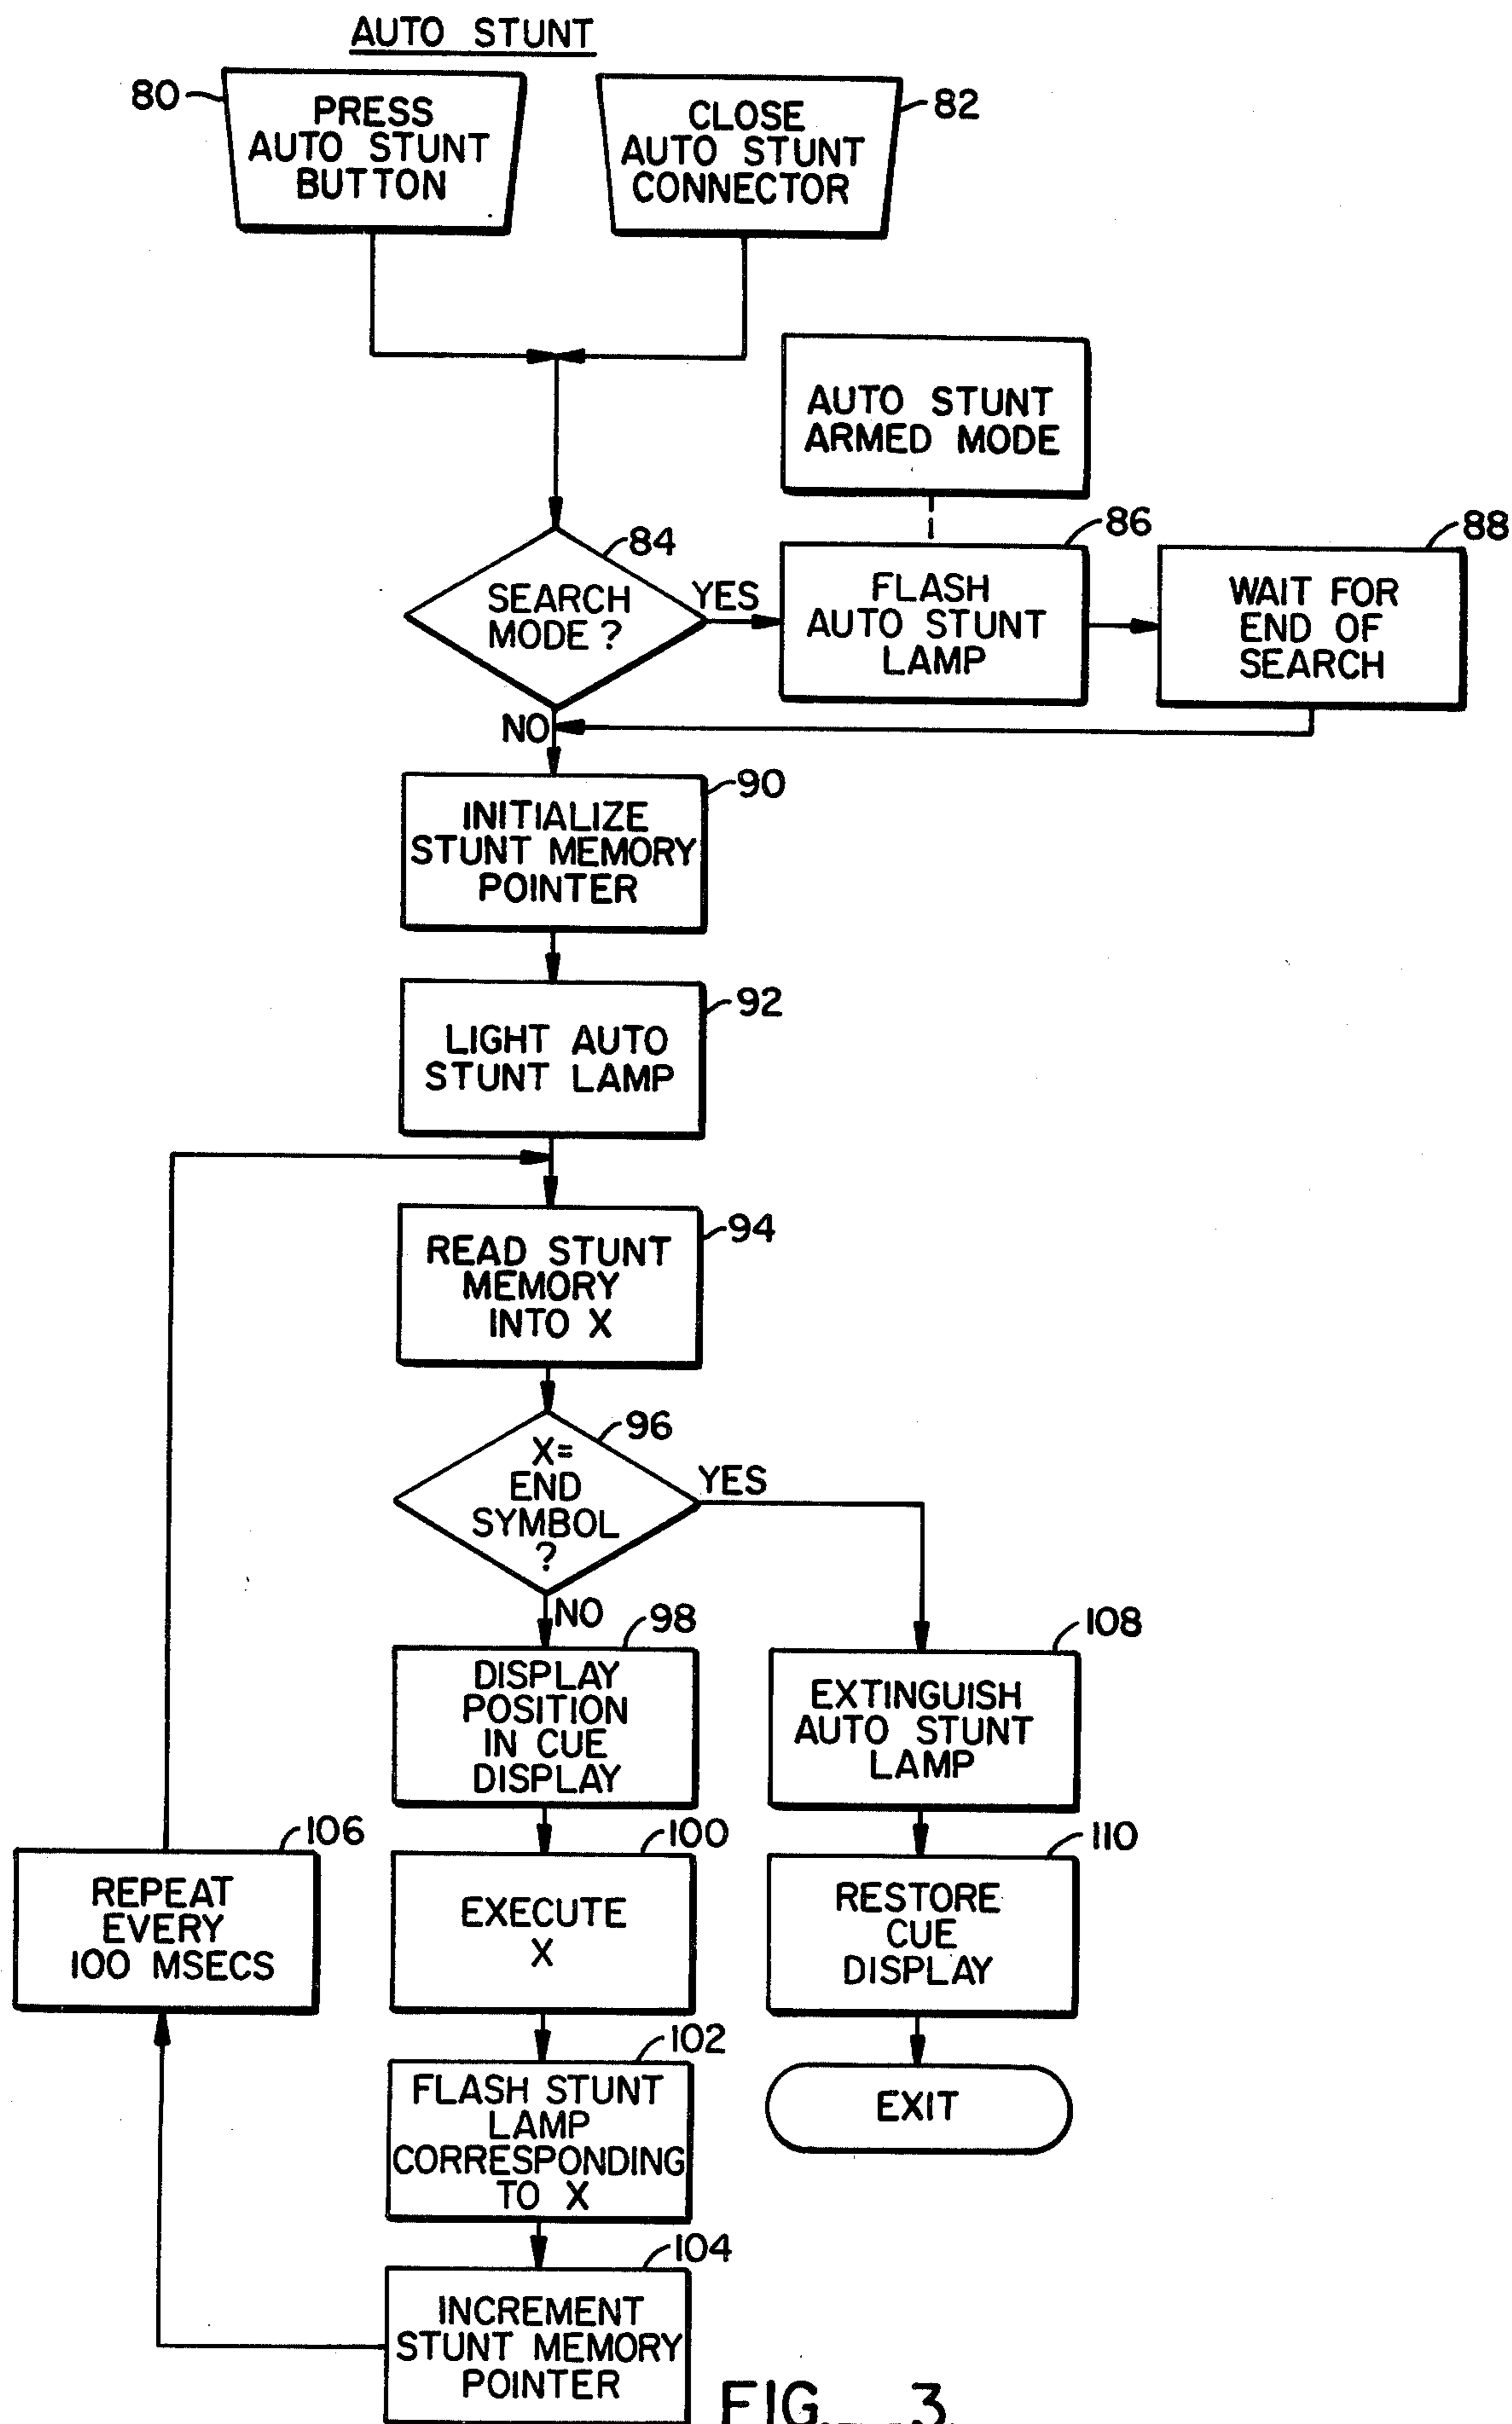 AUTO STUNT
80
PRESS
AUTO STUNT
BUTTON
CLOSE
AUTO STUNT
CONNECTOR
82
AUTO STUNT
ARMED MODE
84
SEARCH
MODE?
YES
86
FLASH
AUTO STUNT
LAMP
88
WAIT FOR
END OF
SEARCH
NO
90
INITIALIZE
STUNT MEMORY
POINTER
92
LIGHT AUTO
STUNT LAMP
94
READ STUNT
MEMORY
INTO X
96
X=
END
SYMBOL
?
YES
NO
98
DISPLAY
POSITION
IN CUE
DISPLAY
108
EXTINGUISH
AUTO STUNT
LAMP
106
REPEAT
EVERY
100 MSECS
100
EXECUTE
X
110
RESTORE
CUE
DISPLAY
102
FLASH STUNT
LAMP
CORRESPONDING
TO X
EXIT
104
INCREMENT
STUNT MEMORY
POINTER
FIG._3.